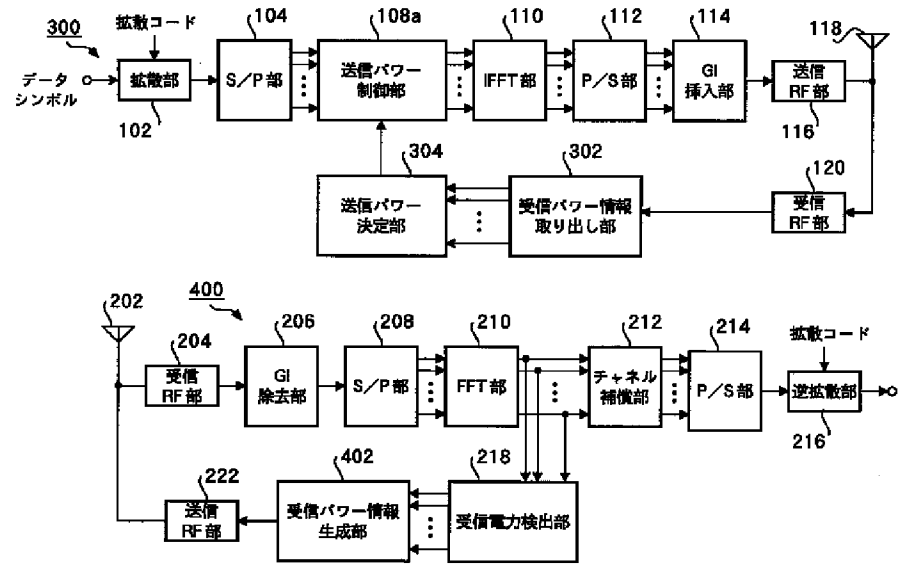 300
拡散コード
データ
シンボル
拡散部
102
104
S／P部
108a
送信パワー
制御部
110
IFFT部
112
P／S部
114
GI
挿入部
送信
RF部
116
118
304
送信パワー
決定部
302
受信パワー情報
取り出し部
120
受信
RF部
400
202
204
受信
RF部
206
GI
除去部
208
S／P部
210
FFT部
212
チャネル
補償部
214
P／S部
拡散コード
逆拡散部
216
222
送信
RF部
402
受信パワー情報
生成部
218
受信電力検出部